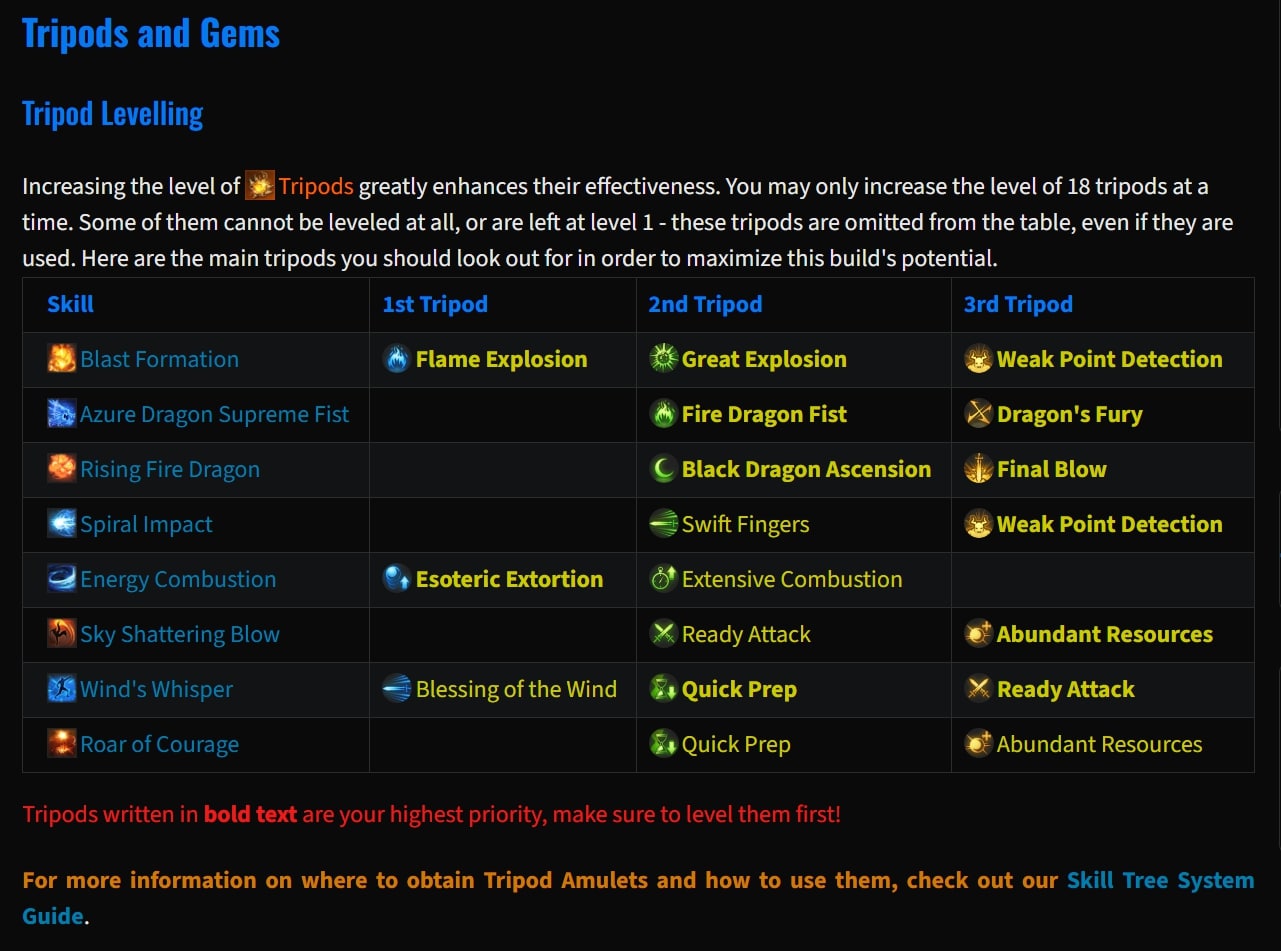 Tripods and Gems
Tripod Levelling
Increasing the level of Tripods greatly enhances their effectiveness. You may only increase the level of 18 tripods at a
time. Some of them cannot be leveled at all, or are left at level 1 - these tripods are omitted from the table, even if they are
used. Here are the main tripods you should look out for in order to maximize this build's potential.
Skill 1st Tripod 2nd Tripod 3rd Tripod
Blast Formation Flame Explosion Great Explosion Weak Point Detection
Azure Dragon Supreme Fist Fire Dragon Fist Dragon's Fury
Rising Fire Dragon Black Dragon Ascension Final Blow
Spiral Impact Swift Fingers Weak Point Detection
Energy Combustion Esoteric Extortion Extensive Combustion
Sky Shattering Blow Ready Attack Abundant Resources
Wind's Whisper Blessing of the Wind Quick Prep Ready Attack
Roar of Courage Quick Prep Abundant Resources
Tripods written in bold text are your highest priority, make sure to level them first!
For more information on where to obtain Tripod Amulets and how to use them, check out our Skill Tree System
Guide.